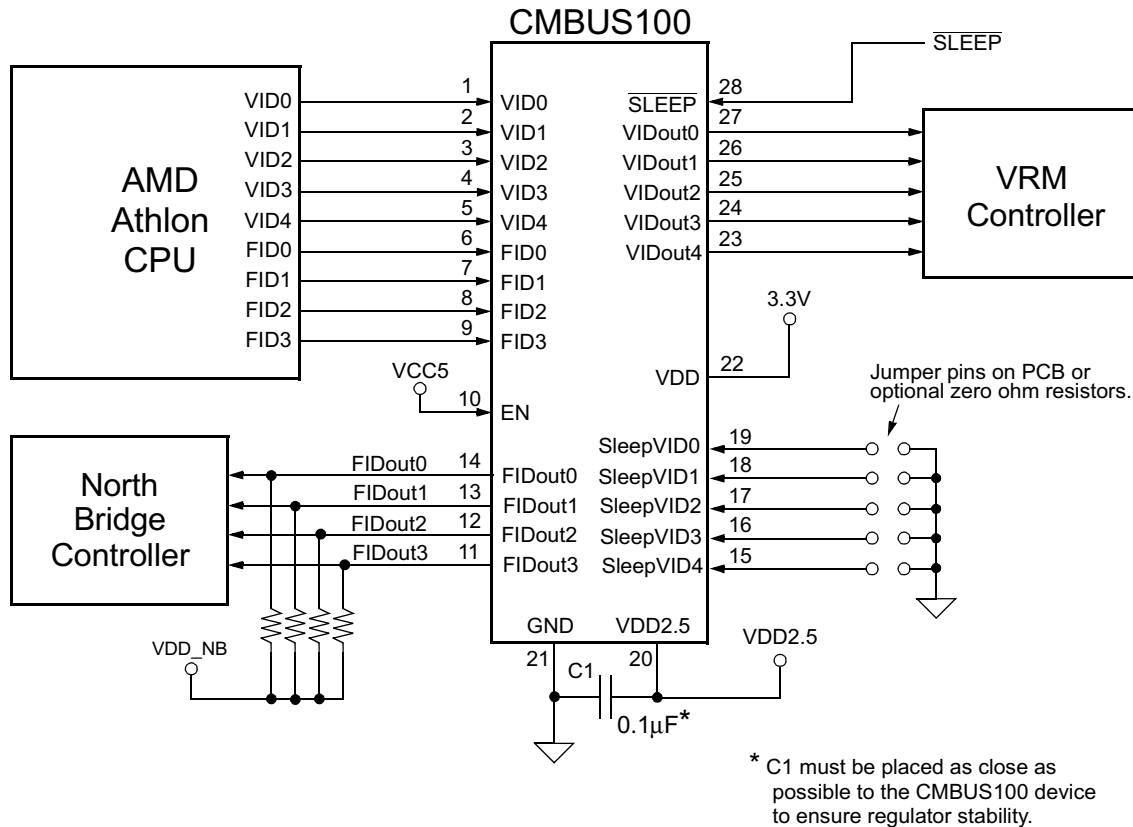 CMBUS100
SLEEP
AMD
Athlon
CPU
VID0
VID1
VID2
VID3
VID4
FID0
FID1
FID2
FID3
1
2
3
4
5
6
7
8
9
VID0
VID1
VID2
VID3
VID4
FID0
FID1
FID2
FID3
VCC5
10
EN
SLEEP
VIDout0
VIDout1
VIDout2
VIDout3
VIDout4
28
27
26
25
24
23
VRM
Controller
3.3V
VDD
22
Jumper pins on PCB or
optional zero ohm resistors.
SleepVID0
SleepVID1
SleepVID2
SleepVID3
SleepVID4
19
18
17
16
15
North
Bridge
Controller
FIDout0
FIDout1
FIDout2
FIDout3
14
13
12
11
FIDout0
FIDout1
FIDout2
FIDout3
VDD_NB
GND
VDD2.5
21
20
C1
0.1μF*
VDD2.5
* C1 must be placed as close as
possible to the CMBUS100 device
to ensure regulator stability.